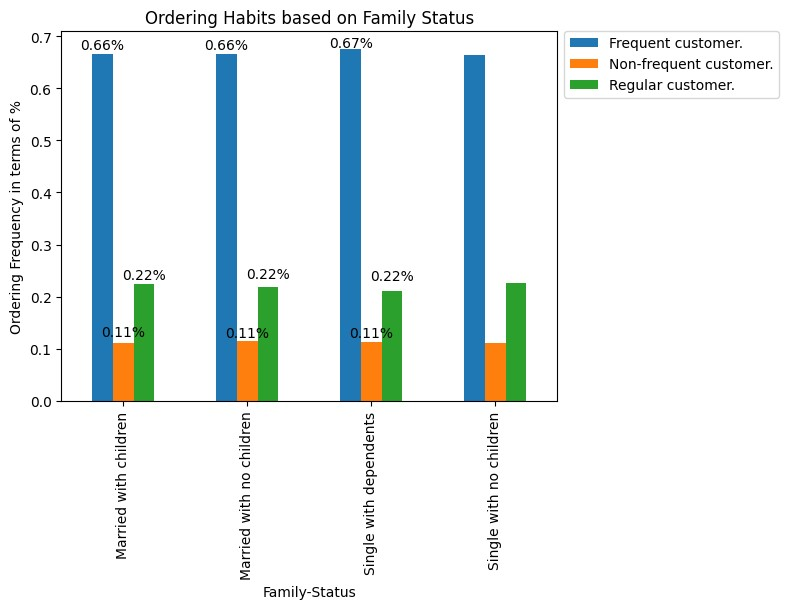 Ordering Habits based on Family Status
Ordering Frequency in terms of %
0.7
0.6
0.5
0.4
0.3
0.2
0.1
0.0
0.66%
0.11%
0.22%
0.66%
0.11%
0.22%
0.67%
0.11%
0.22%
Married with children
Married with no children
Single with dependents
Single with no children
Family-Status
Frequent customer.
Non-frequent customer.
Regular customer.